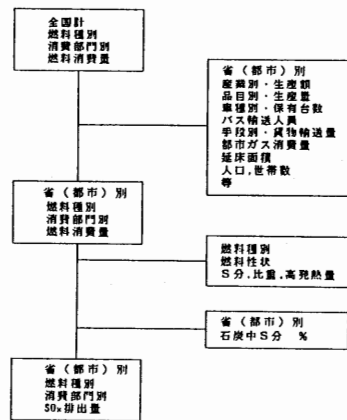 全国計
燃料種別
消費部門別
燃料消費量
省（都市）別
産業別・生産額
品目別・生産量
車種別・保有台数
バス輸送人員
手段別・貨物輸送量
都市ガス消費量
延床面積
人口，世帯数
等
省（都市）別
燃料種別
消費部門別
燃料消費量
燃料種別
燃料性状
S分，比重，高発熱量
省（都市）別
石炭中S分　%
省（都市）別
燃料種別
消費部門別
SOx排出量